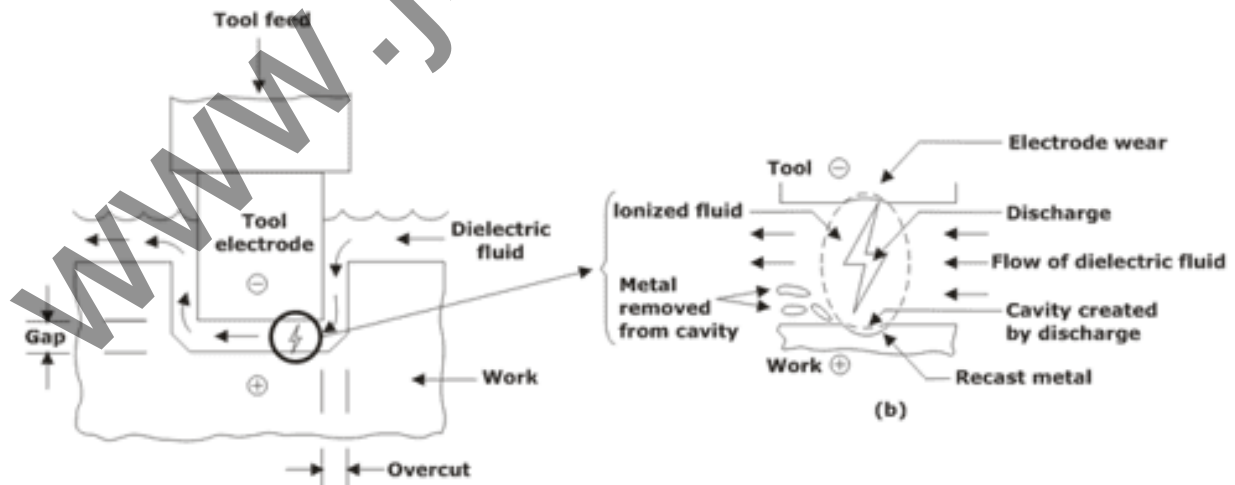 Tool feed
Tool
electrode
⊖
Dielectric
fluid
Gap
⊕
Work
Overcut
Electrode wear
Tool ⊖
Ionized fluid
Discharge
Flow of dielectric fluid
Metal
removed
from cavity
Cavity created
by discharge
Work ⊕
Recast metal
(b)
www.j